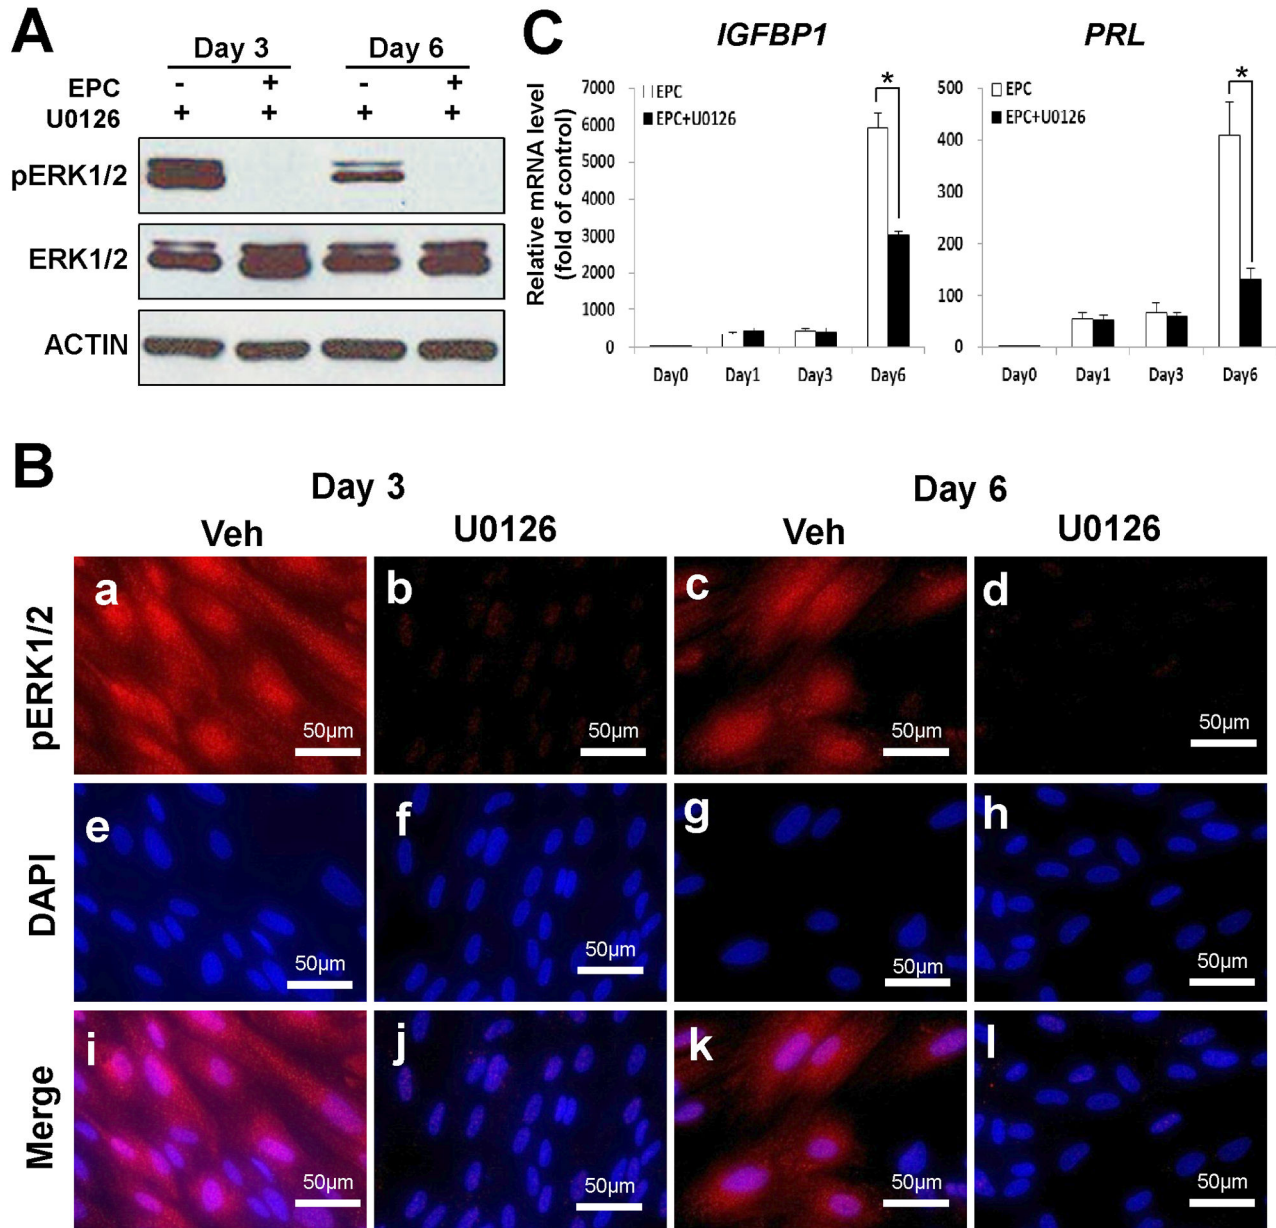 A
Day 3 Day 6
EPC - + - +
U0126 + + + +
pERK1/2
ERK1/2
ACTIN
C
IGFBP1
Relative mRNA level
(fold of control)
7000
6000
5000
4000
3000
2000
1000
0
EPC
EPC+U0126
*
Day0 Day1 Day3 Day6
PRL
500
400
300
200
100
0
EPC
EPC+U0126
*
Day0 Day1 Day3 Day6
B
Day 3 Day 6
Veh U0126 Veh U0126
pERK1/2
a b c d
50µm 50µm 50µm 50µm
DAPI
e f g h
50µm 50µm 50µm 50µm
Merge
i j k l
50µm 50µm 50µm 50µm